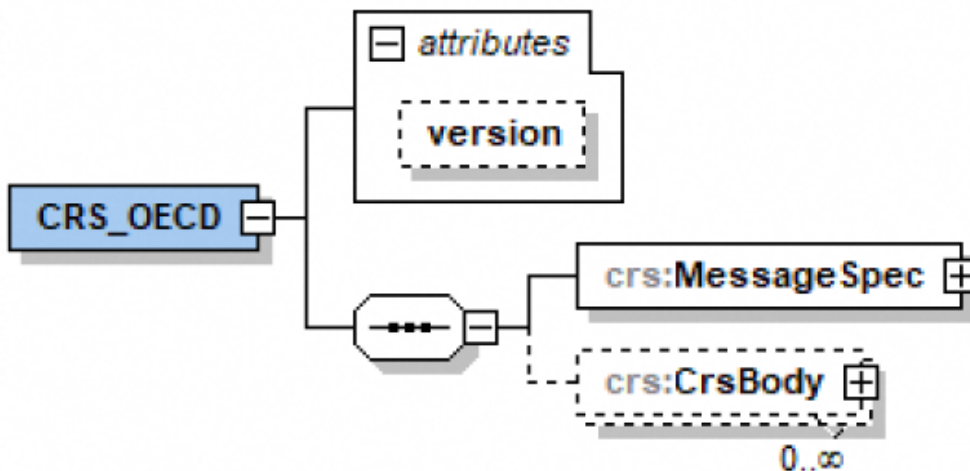 attributes
version
CRS_OECD
crs:MessageSpec
crs:CrsBody
0..∞